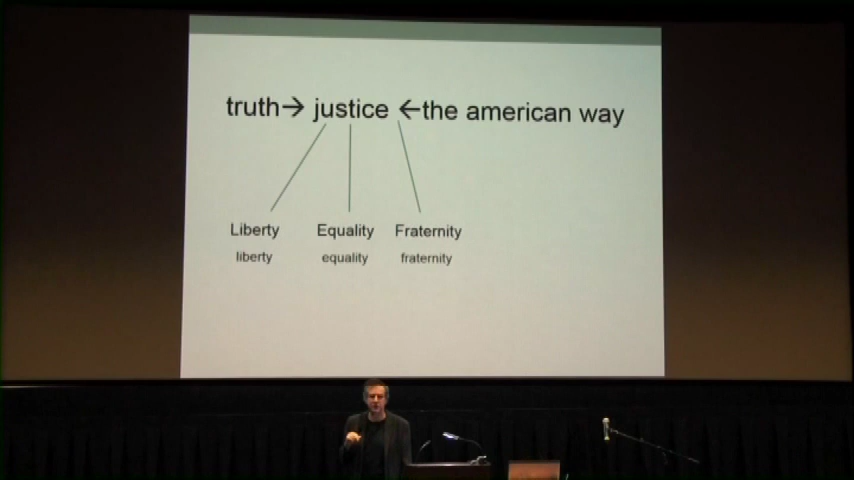 truth→ justice ←the american way
Liberty Equality Fraternity
liberty equality fraternity